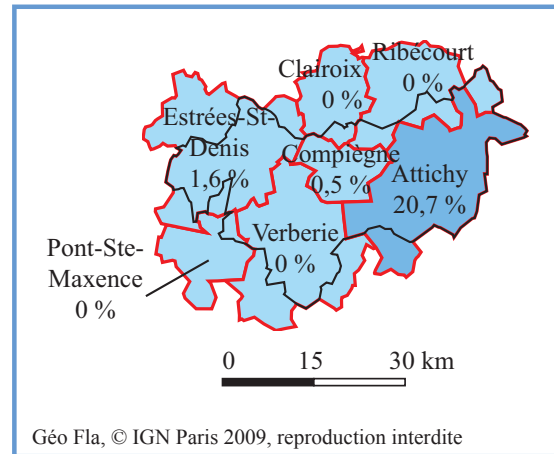 Clairoix
0 %
Ribécourt
0 %
Estrées-St-
Denis
1,6 %
Compiègne
0,5 %
Attichy
20,7 %
Verberie
0 %
Pont-Ste-
Maxence
0 %
0 15 30 km
Géo Fla, © IGN Paris 2009, reproduction interdite